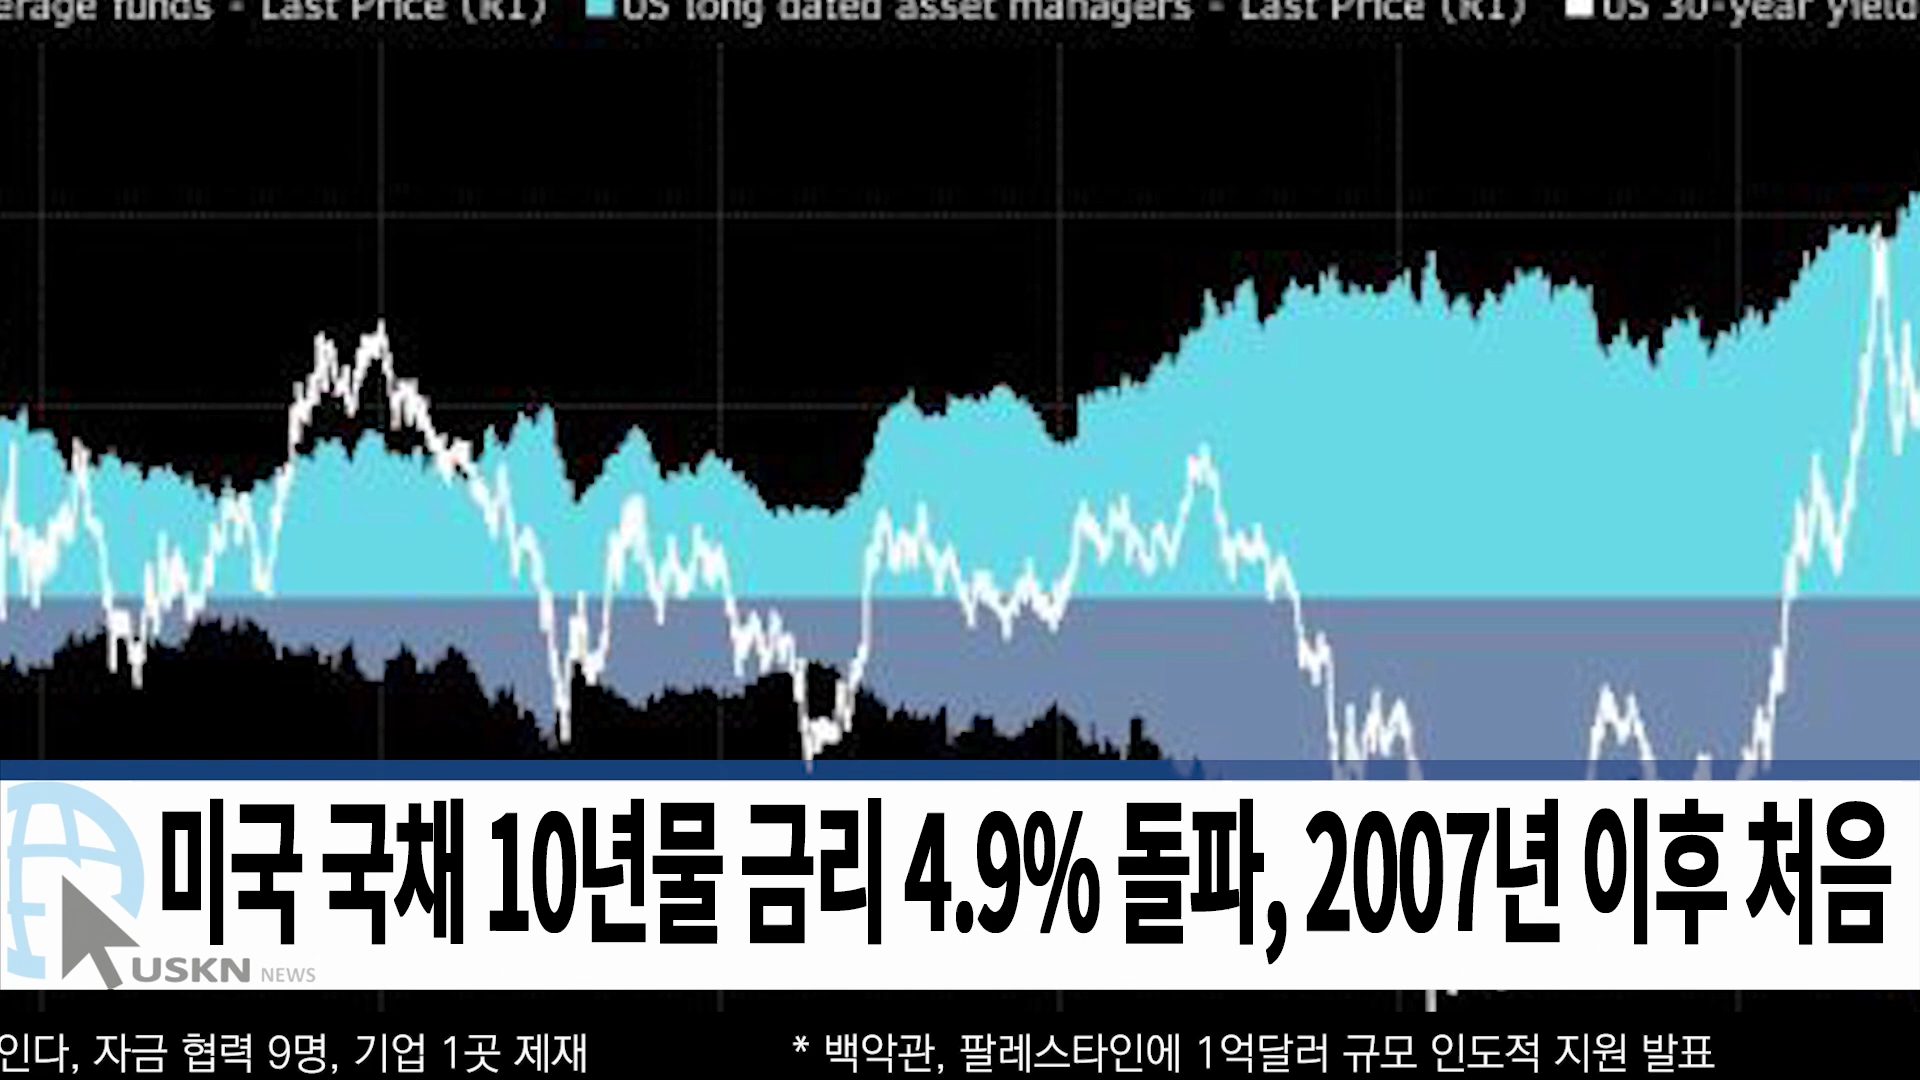 erage funds - Last Price (R1) US long dated asset managers - Last Price (R1) US 30-year yield
미국 국채 10년물 금리 4.9% 돌파, 2007년 이후 처음
USKN NEWS
인다, 자금 협력 9명, 기업 1곳 제재 * 백악관, 팔레스타인에 1억달러 규모 인도적 지원 발표